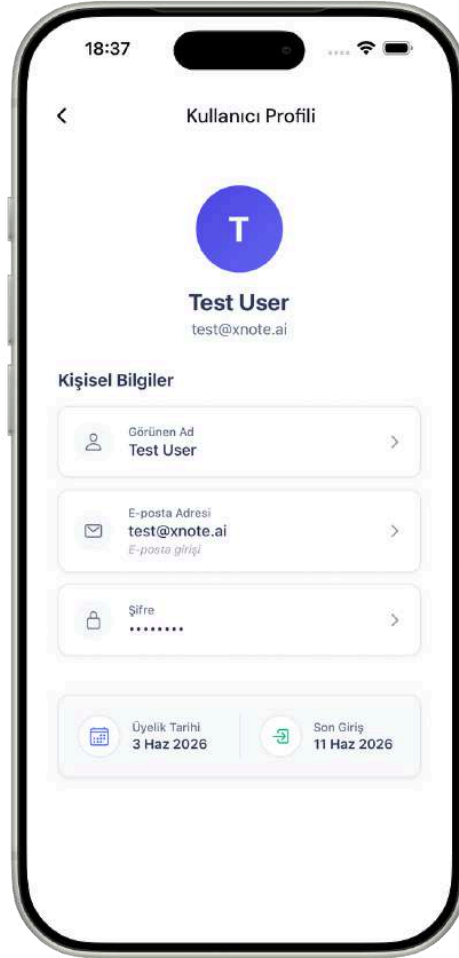 18:37
Kullanıcı Profili
T
Test User
test@xnote.ai
Kişisel Bilgiler
Görünen Ad
Test User
E-posta Adresi
test@xnote.ai
E-posta girişi
Şifre
••••••••
Üyelik Tarihi
3 Haz 2026
Son Giriş
11 Haz 2026